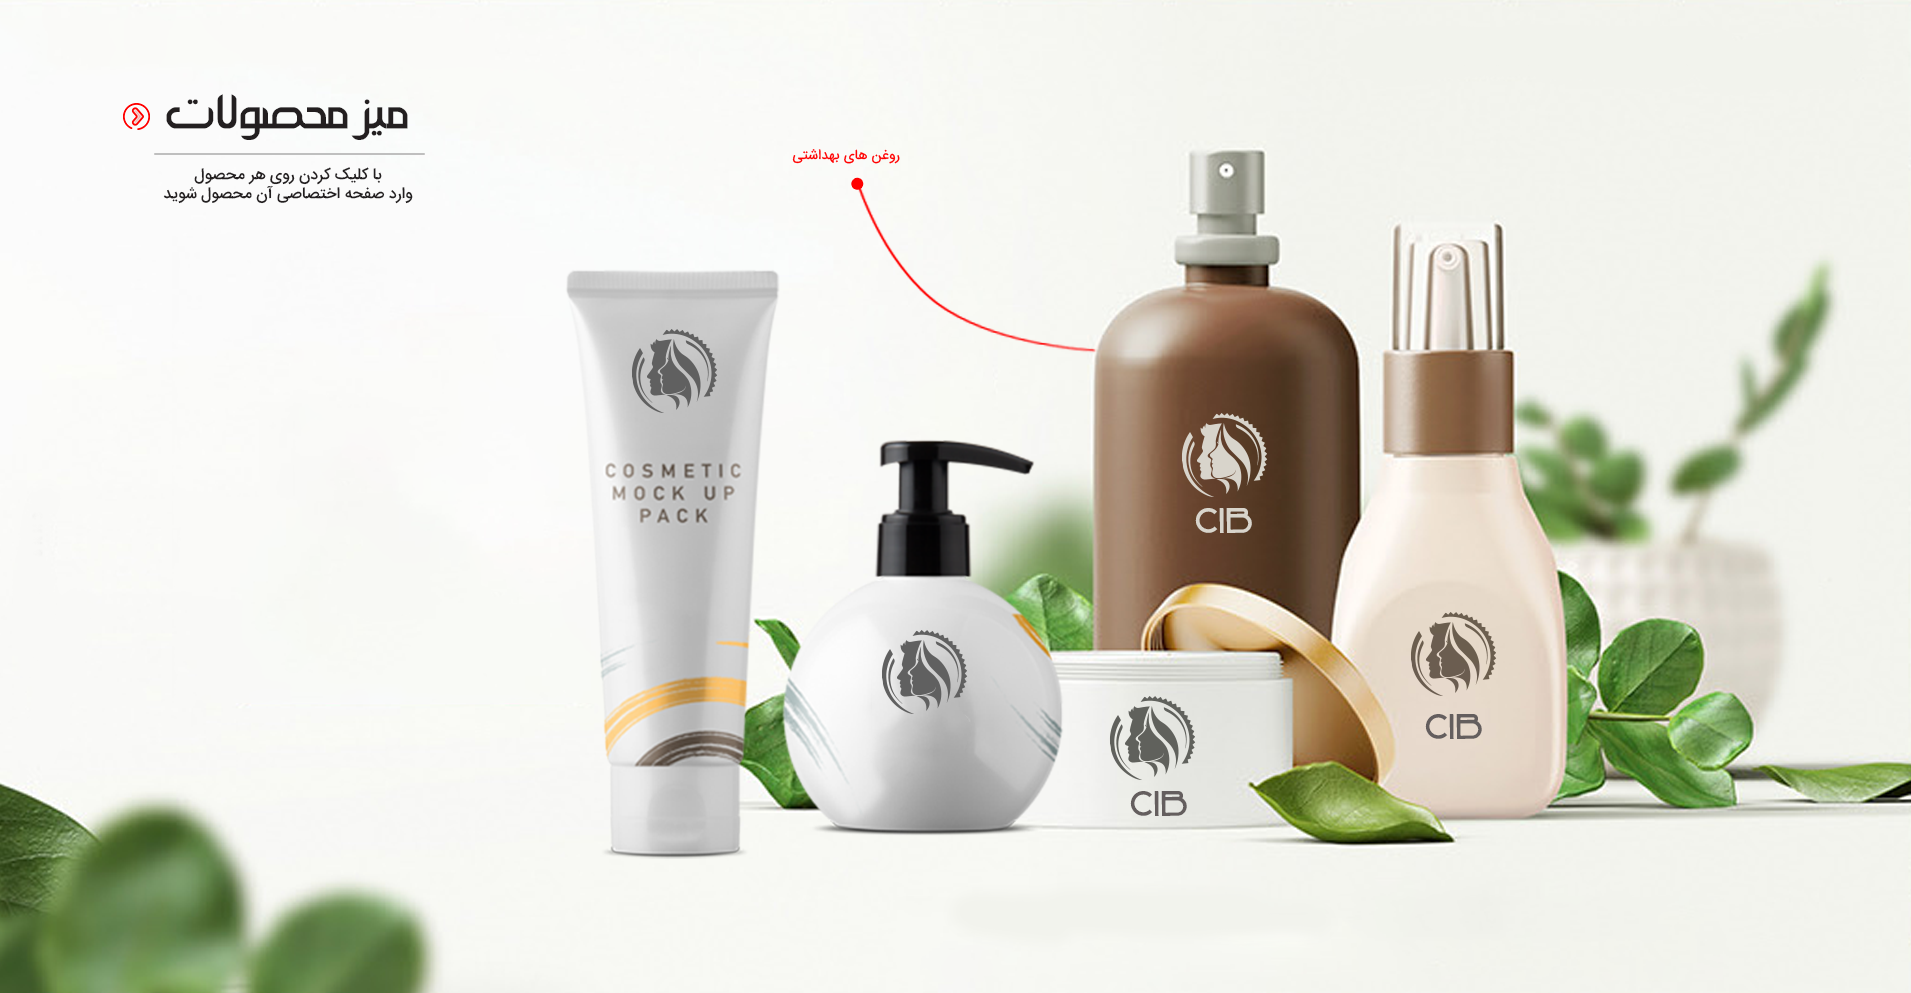 میز محصولات
با کلیک کردن روی هر محصول
وارد صفحه اختصاصی آن محصول شوید
روغن های بهداشتی
COSMETIC
MOCK UP
PACK
CIB
CIB
CIB